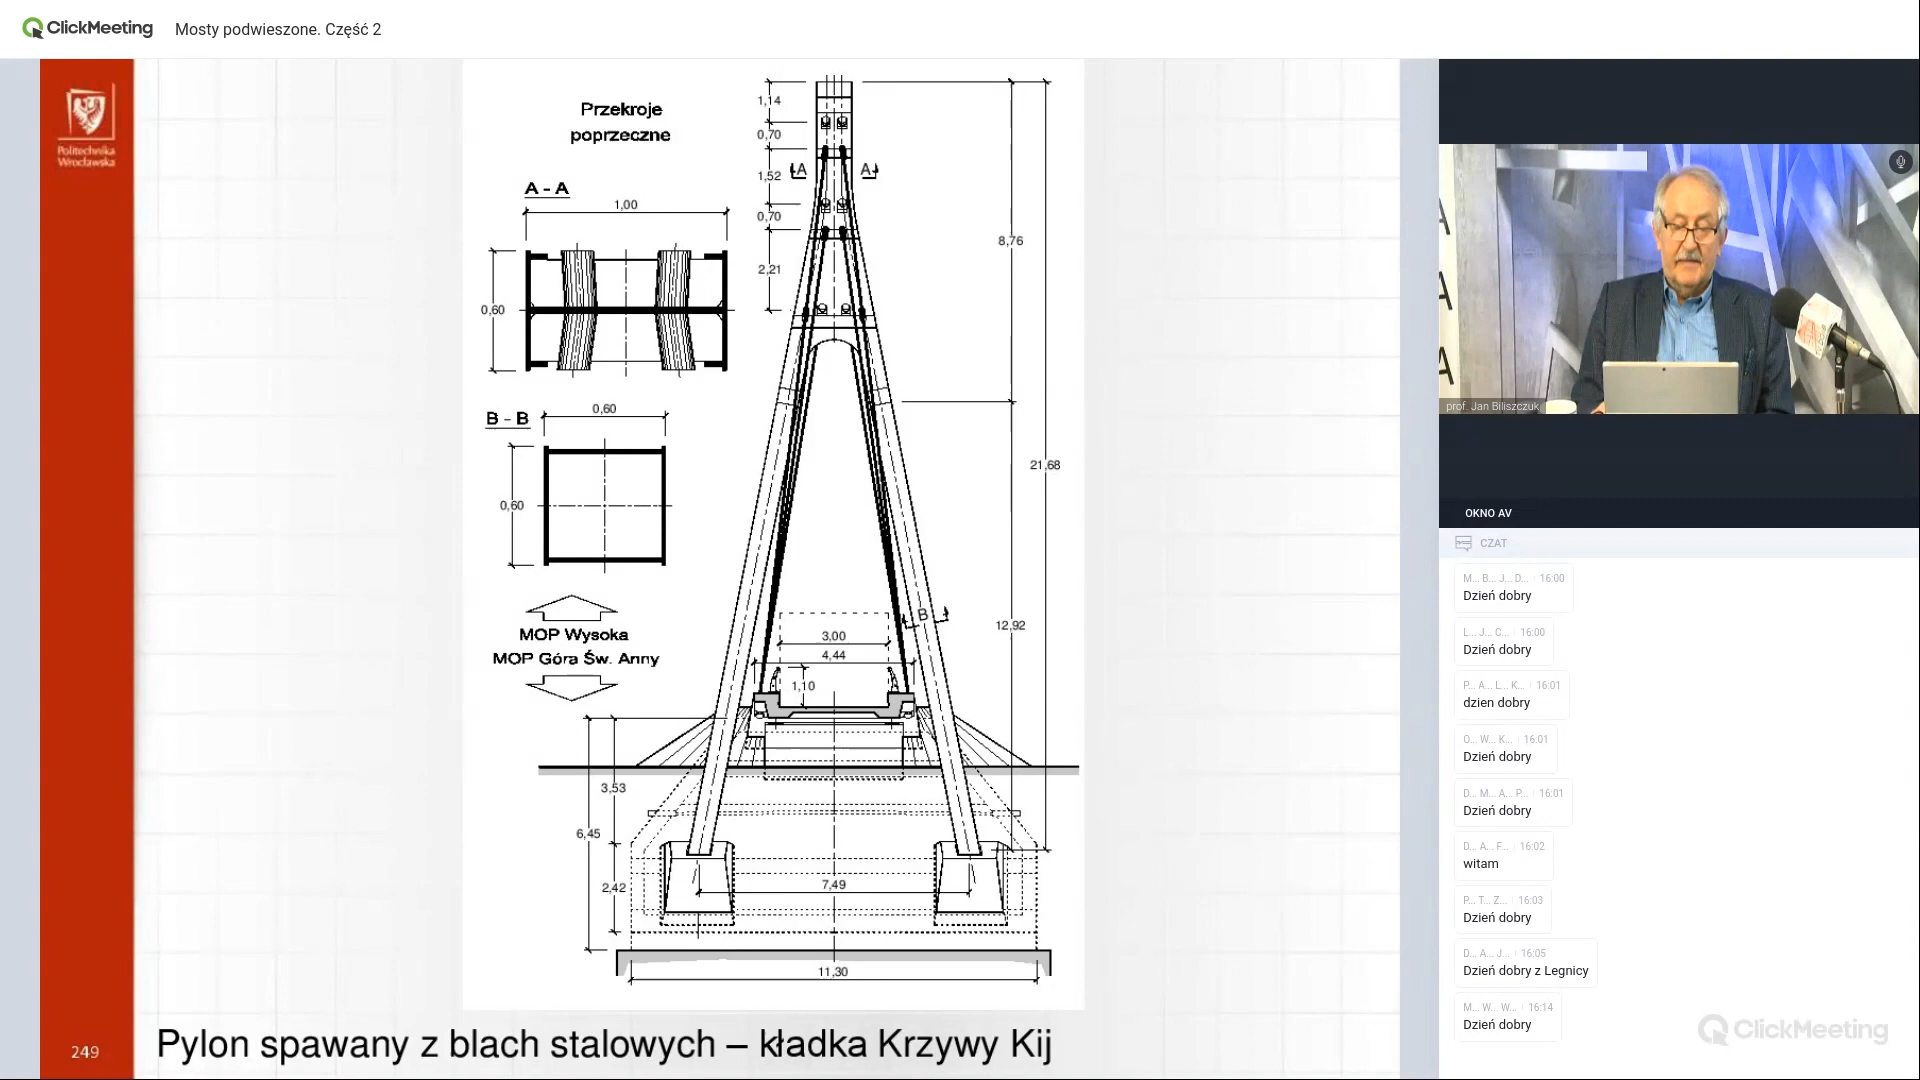 ClickMeeting
Mosty podwieszone. Część 2
Politechnika
Wrocławska
Przekroje
poprzeczne
A - A
1,00
0,60
B - B
0,60
0,60
MOP Wysoka
MOP Góra Św. Anny
1,14
0,70
1,52
0,70
2,21
A
A
8,76
21,68
12,92
B
3,00
4,44
1,10
3,53
6,45
2,42
7,49
11,30
249
Pylon spawany z blach stalowych – kładka Krzywy Kij
prof. Jan Biliszczuk
OKNO AV
CZAT
M... B... J... D... 16:00
Dzień dobry
L... J... C... 16:00
Dzień dobry
P... A... L... K... 16:01
dzien dobry
O... W... K... 16:01
Dzień dobry
D... M... A... P... 16:01
Dzień dobry
D... A... F... 16:02
witam
P... T... Z... 16:03
Dzień dobry
D... A... J... 16:05
Dzień dobry z Legnicy
M... W... W... 16:14
Dzień dobry
ClickMeeting